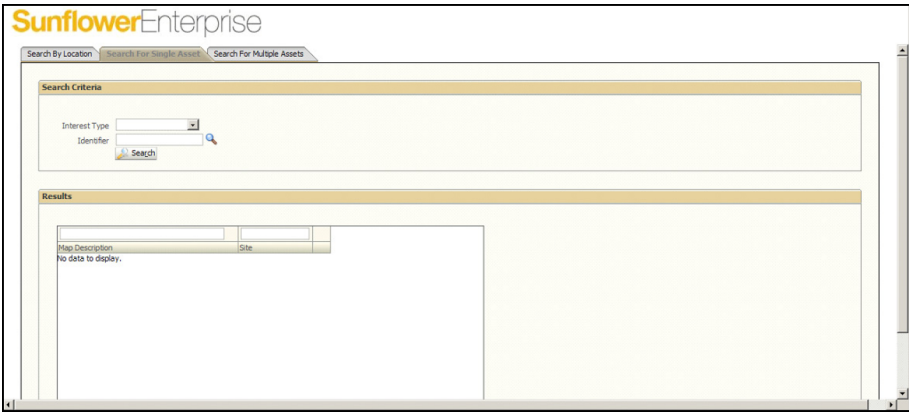 SunflowerEnterprise
Search By Location Search For Single Asset Search For Multiple Assets
Search Criteria
Interest Type
Identifier
Search
Results
Map Description Site
No data to display.